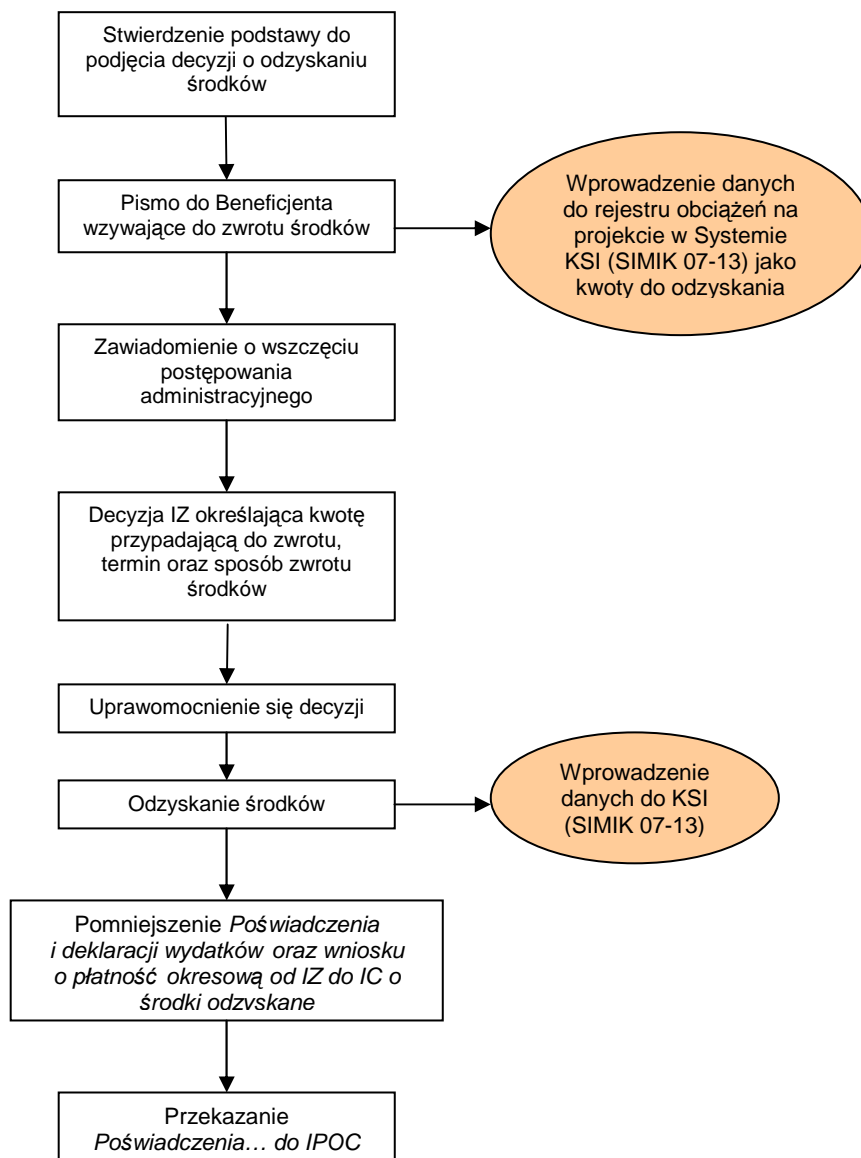 Stwierdzenie podstawy do
podjęcia decyzji o odzyskaniu
środków
Pismo do Beneficjenta
wzywające do zwrotu środków
Wprowadzenie danych
do rejestru obciążeń na
projekcie w Systemie
KSI (SIMIK 07-13) jako
kwoty do odzyskania
Zawiadomienie o wszczęciu
postępowania
administracyjnego
Decyzja IZ określająca kwotę
przypadającą do zwrotu,
termin oraz sposób zwrotu
środków
Uprawomocnienie się decyzji
Odzyskanie środków
Wprowadzenie
danych do KSI
(SIMIK 07-13)
Pomniejszenie Poświadczenia
i deklaracji wydatków oraz wniosku
o płatność okresową od IZ do IC o
środki odzyskane
Przekazanie
Poświadczenia… do IPOC